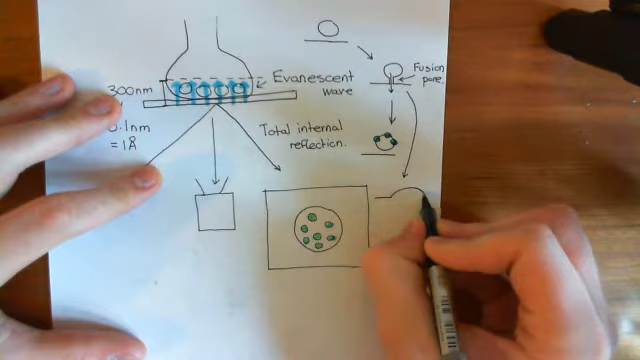 300nm
0.1nm
= 1Å
Evanescent
wave
Total internal
reflection.
Fusion
pore.